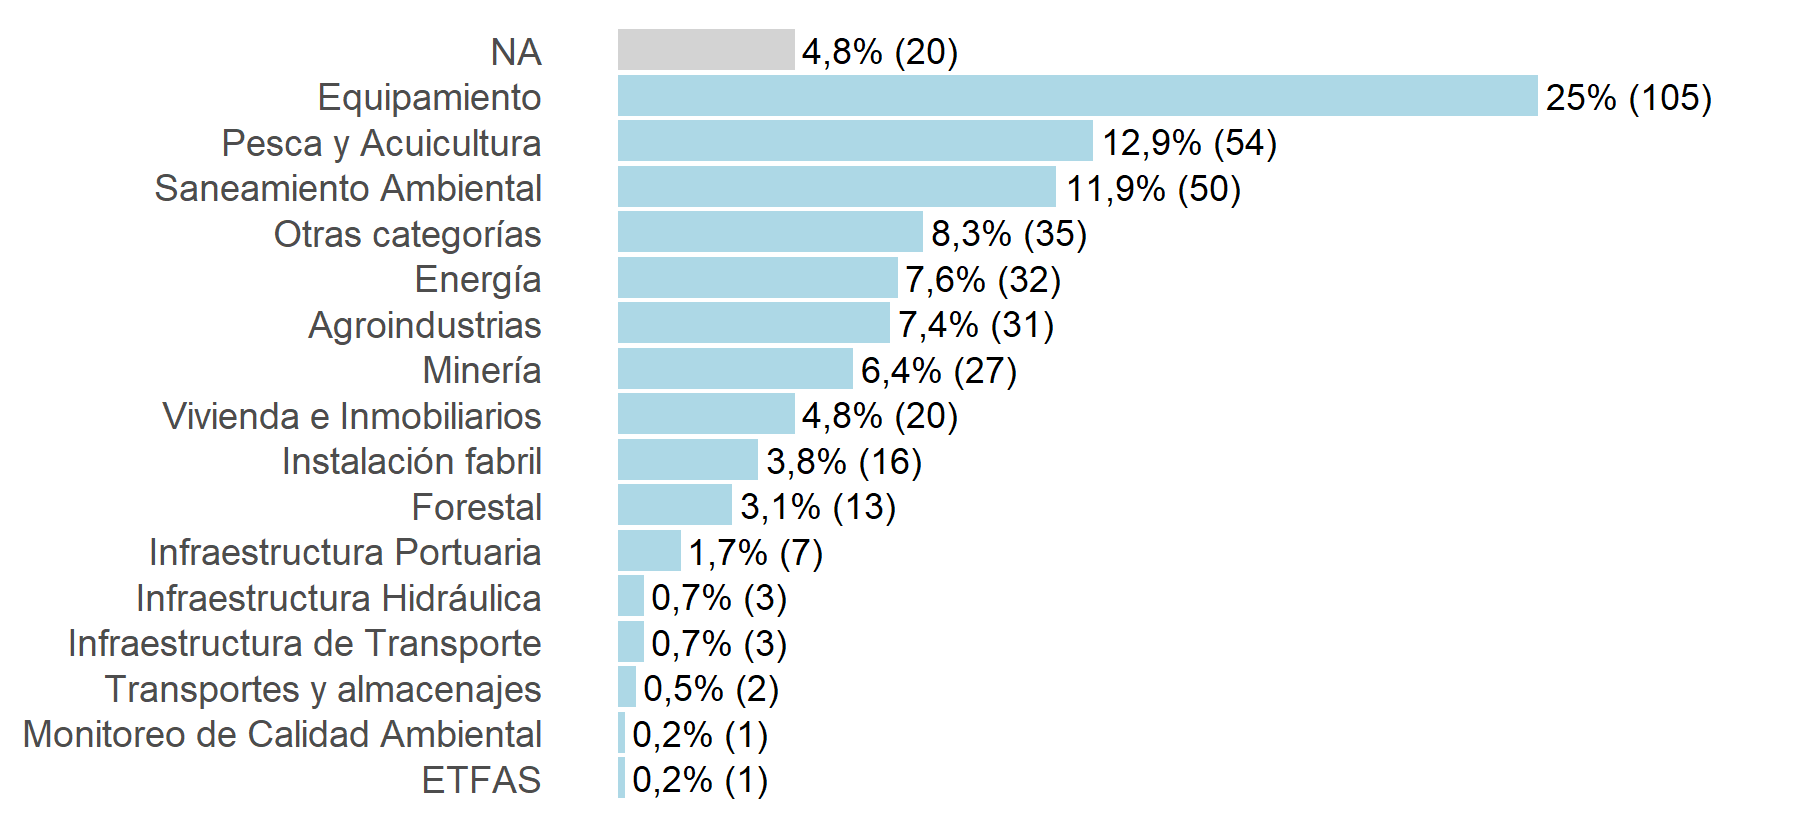 NA 4,8% (20)
Equipamiento 25% (105)
Pesca y Acuicultura 12,9% (54)
Saneamiento Ambiental 11,9% (50)
Otras categorías 8,3% (35)
Energía 7,6% (32)
Agroindustrias 7,4% (31)
Minería 6,4% (27)
Vivienda e Inmobiliarios 4,8% (20)
Instalación fabril 3,8% (16)
Forestal 3,1% (13)
Infraestructura Portuaria 1,7% (7)
Infraestructura Hidráulica 0,7% (3)
Infraestructura de Transporte 0,7% (3)
Transportes y almacenajes 0,5% (2)
Monitoreo de Calidad Ambiental 0,2% (1)
ETFAS 0,2% (1)